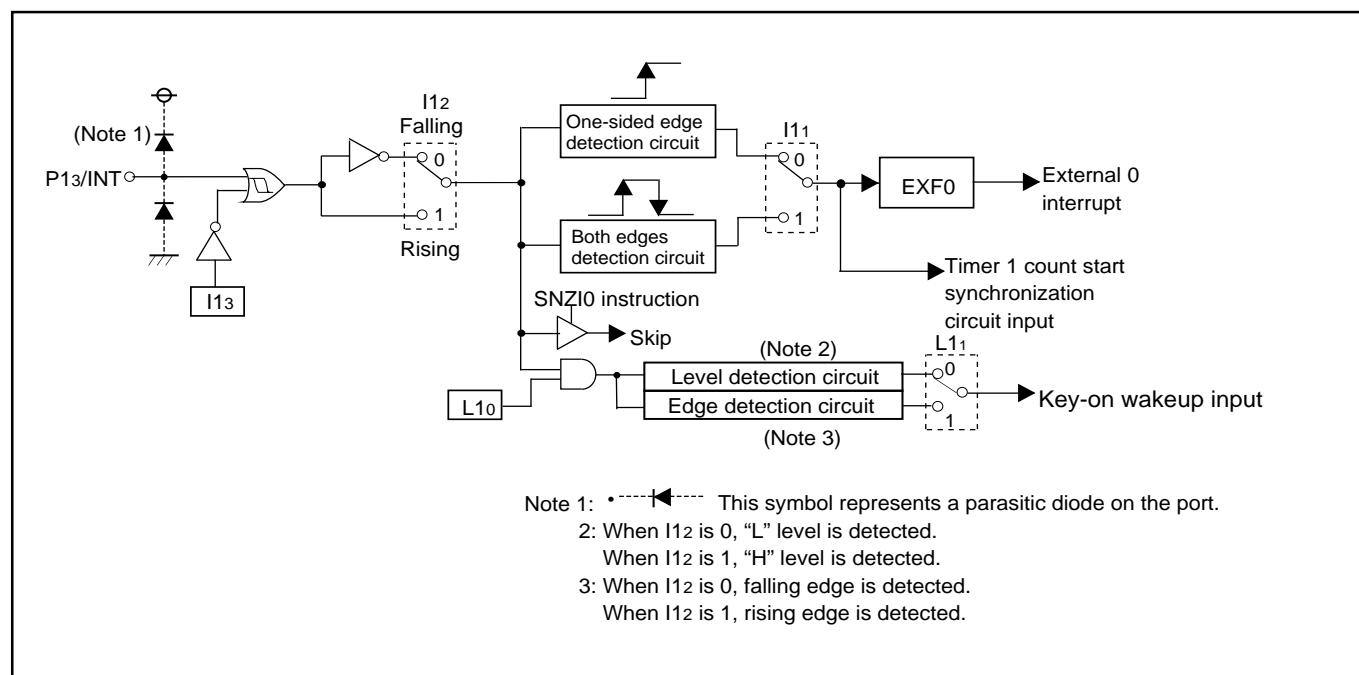 I12
Falling
(Note 1)
0
One-sided edge
detection circuit
I11
0
P13/INT
EXF0
External 0
interrupt
1
1
Rising
Both edges
detection circuit
I13
Timer 1 count start
synchronization
circuit input
SNZI0 instruction
Skip
(Note 2)
L11
0
Level detection circuit
L10
Edge detection circuit
Key-on wakeup input
1
(Note 3)
Note 1: This symbol represents a parasitic diode on the port.
2: When I12 is 0, “L” level is detected.
When I12 is 1, “H” level is detected.
3: When I12 is 0, falling edge is detected.
When I12 is 1, rising edge is detected.